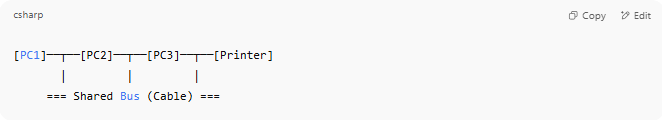 csharp Copy Edit
[PC1]──┬──[PC2]──┬──[PC3]──┬──[Printer]
│ │ │
=== Shared Bus (Cable) ===